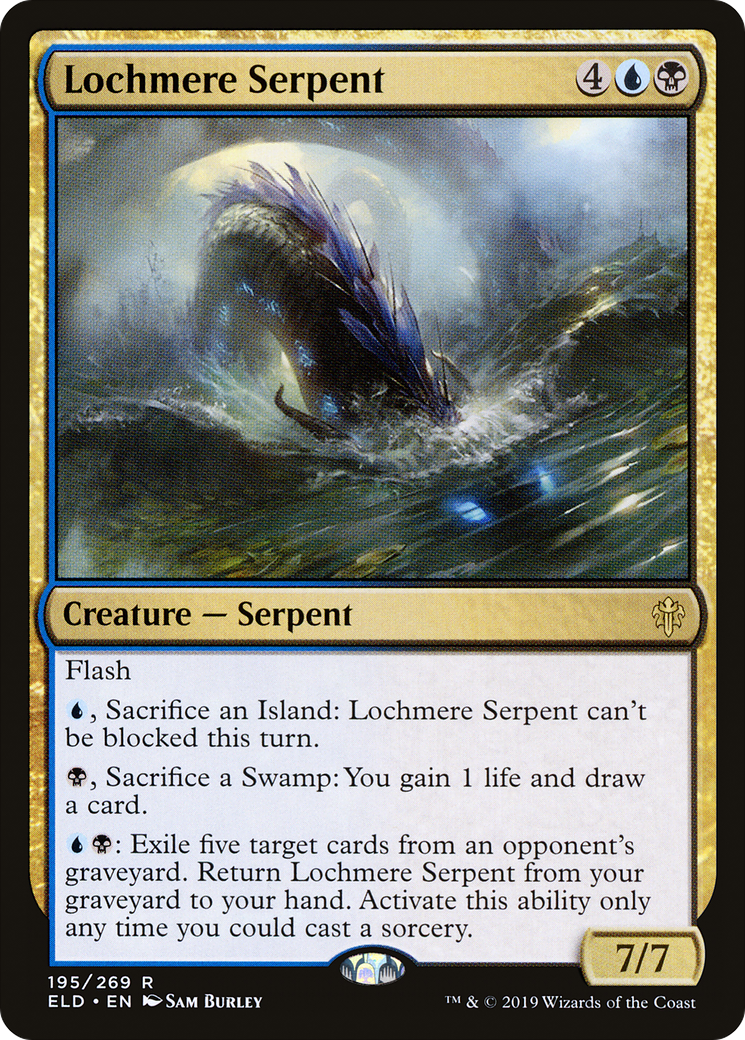 Lochmere Serpent 4
Creature — Serpent
Flash
, Sacrifice an Island: Lochmere Serpent can't
be blocked this turn.
, Sacrifice a Swamp: You gain 1 life and draw
a card.
: Exile five target cards from an opponent's
graveyard. Return Lochmere Serpent from your
graveyard to your hand. Activate this ability only
any time you could cast a sorcery.
7/7
195/269 R
ELD • EN Sam Burley
™ & © 2019 Wizards of the Coast